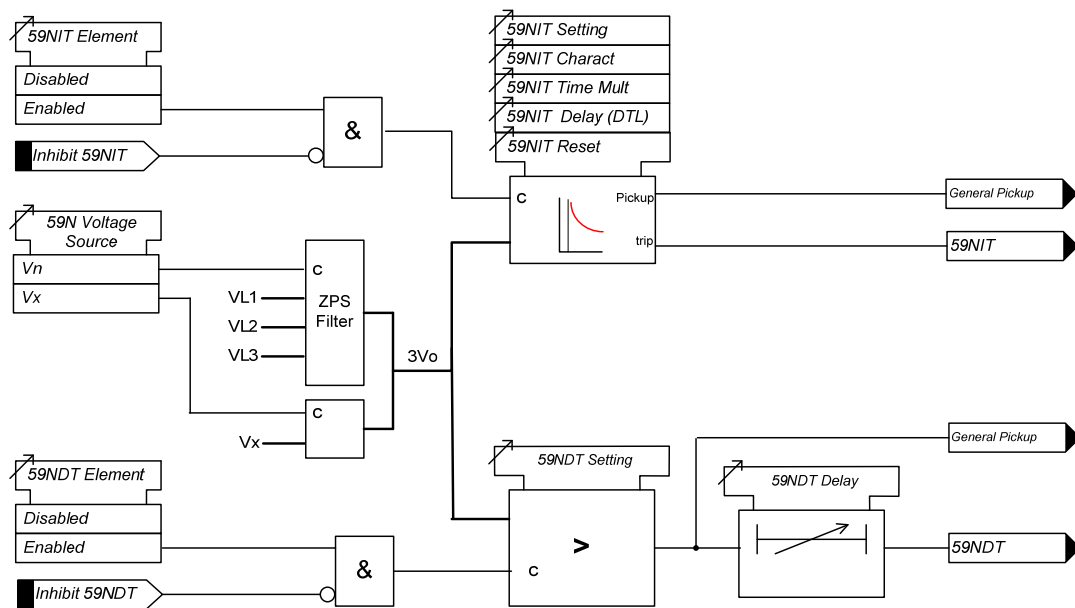 59NIT Element
Disabled
Enabled
Inhibit 59NIT
&
59NIT Setting
59NIT Charact
59NIT Time Mult
59NIT Delay (DTL)
59NIT Reset
C
Pickup
trip
General Pickup
59NIT
59N Voltage
Source
Vn
Vx
C
ZPS
Filter
VL1
VL2
VL3
3Vo
C
Vx
59NDT Element
Disabled
Enabled
Inhibit 59NDT
&
59NDT Setting
>
C
General Pickup
59NDT Delay
59NDT